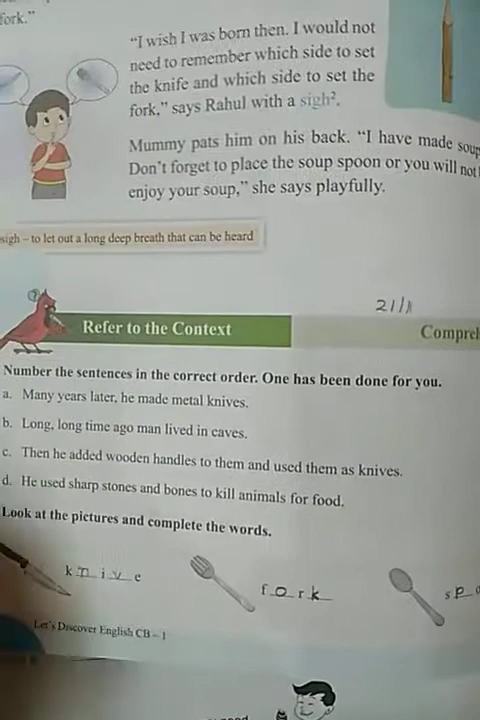 fork.”
“I wish I was born then. I would not
need to remember which side to set
the knife and which side to set the
fork,” says Rahul with a sigh².
Mummy pats him on his back. “I have made soup
Don’t forget to place the soup spoon or you will not
enjoy your soup,” she says playfully.
sigh – to let out a long deep breath that can be heard
21/1
Refer to the Context
Compreh
Number the sentences in the correct order. One has been done for you.
a. Many years later, he made metal knives.
b. Long, long time ago man lived in caves.
c. Then he added wooden handles to them and used them as knives.
d. He used sharp stones and bones to kill animals for food.
Look at the pictures and complete the words.
k n i v e
f o r k
s p
Let’s Discover English CB – 1